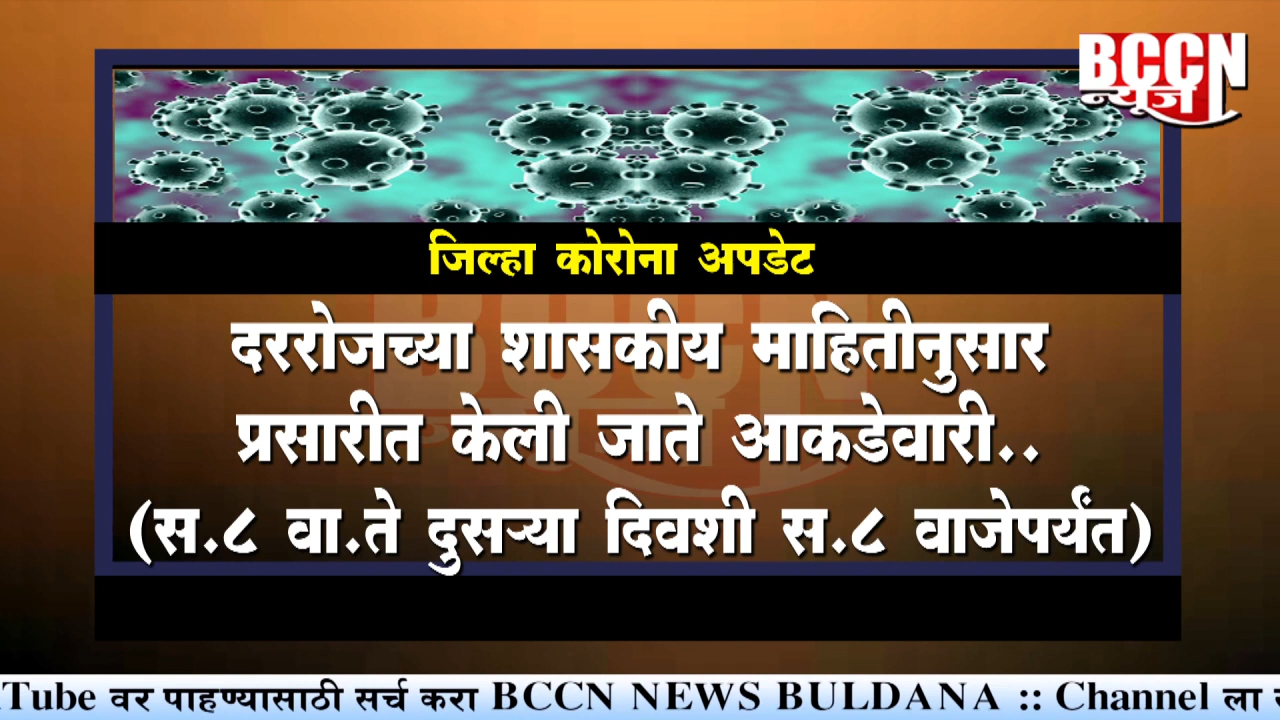 BCCN
न्यूज
जिल्हा कोरोना अपडेट
दररोजच्या शासकीय माहितीनुसार
प्रसारीत केली जाते आकडेवारी..
(स.८ वा.ते दुसऱ्या दिवशी स.८ वाजेपर्यंत)
Tube वर पाहण्यासाठी सर्च करा BCCN NEWS BULDANA :: Channel ला